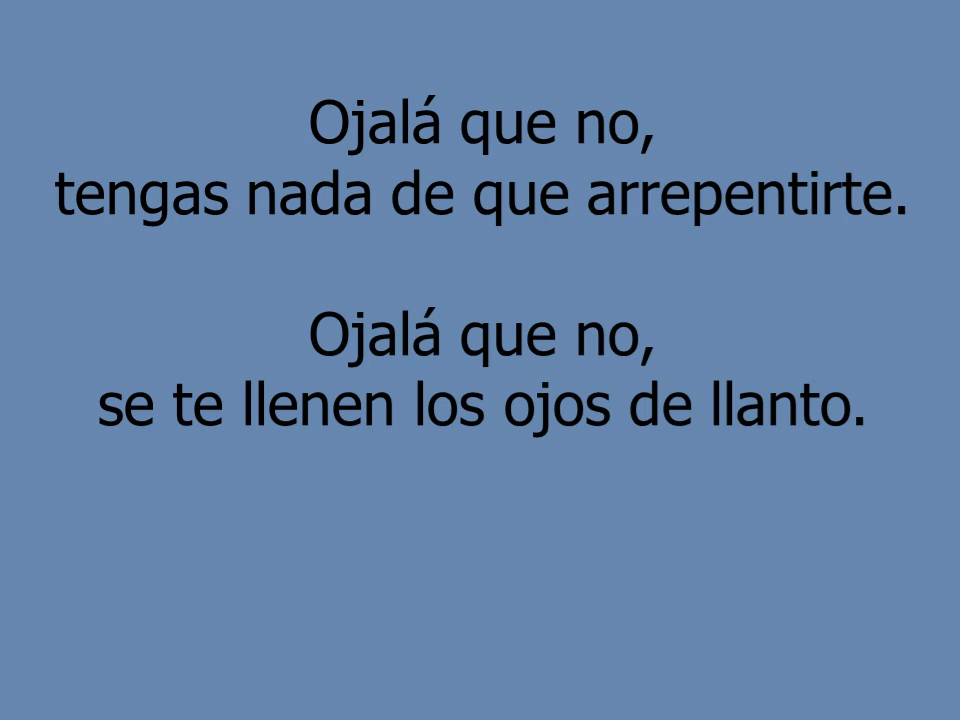 Ojalá que no,
tengas nada de que arrepentirte.
Ojalá que no,
se te llenen los ojos de llanto.